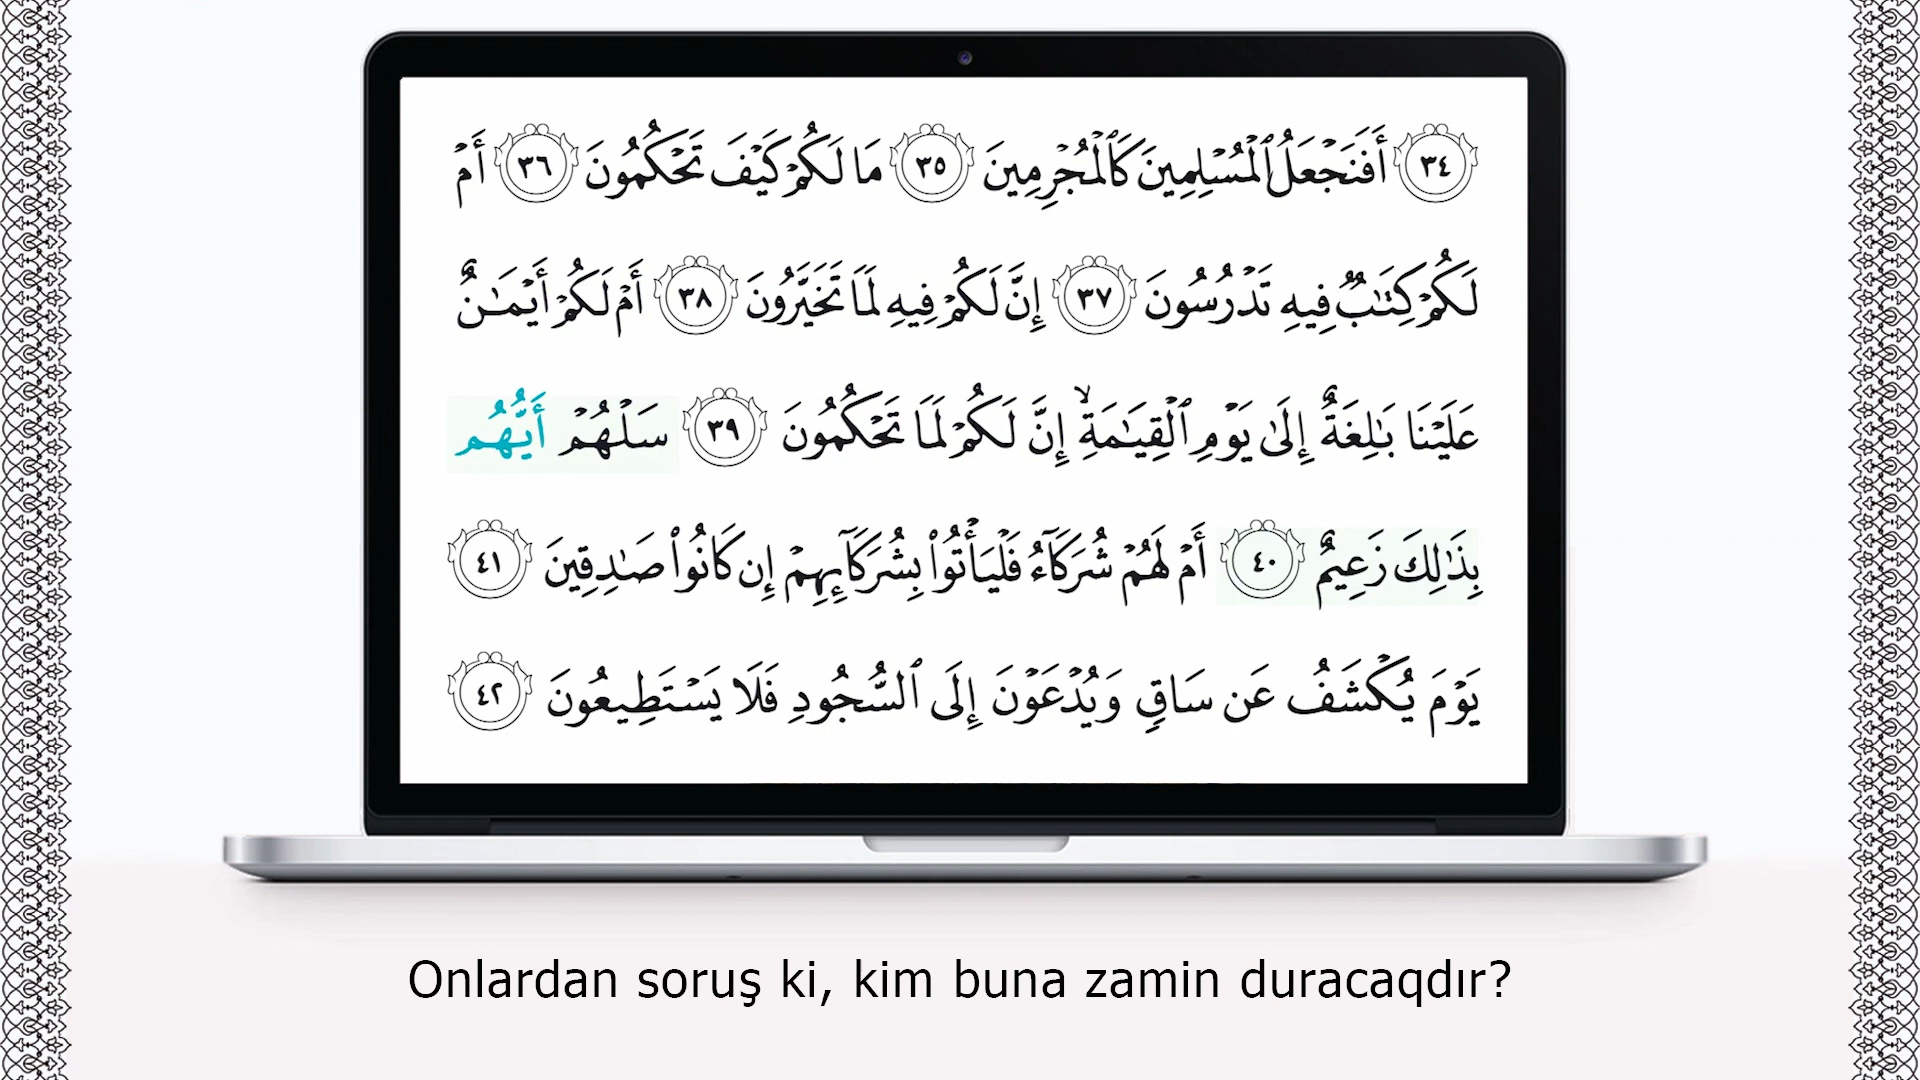 ٣٤ أَفَنَجْعَلُ ٱلْمُسْلِمِينَ كَٱلْمُجْرِمِينَ ٣٥ مَا لَكُمْ كَيْفَ تَحْكُمُونَ ٣٦ أَمْ
لَكُمْ كِتَـٰبٌ فِيهِ تَدْرُسُونَ ٣٧ إِنَّ لَكُمْ فِيهِ لَمَا تَخَيَّرُونَ ٣٨ أَمْ لَكُمْ أَيْمَـٰنٌ
عَلَيْنَا بَـٰلِغَةٌ إِلَىٰ يَوْمِ ٱلْقِيَـٰمَةِ ۙ إِنَّ لَكُمْ لَمَا تَحْكُمُونَ ٣٩ سَلْهُمْ أَيُّهُم
بِذَٰلِكَ زَعِيمٌ ٤٠ أَمْ لَهُمْ شُرَكَآءُ فَلْيَأْتُوا۟ بِشُرَكَآئِهِمْ إِن كَانُوا۟ صَـٰدِقِينَ ٤١
يَوْمَ يُكْشَفُ عَن سَاقٍ وَيُدْعَوْنَ إِلَى ٱلسُّجُودِ فَلَا يَسْتَطِيعُونَ ٤٢
Onlardan soruş ki, kim buna zamin duracaqdır?